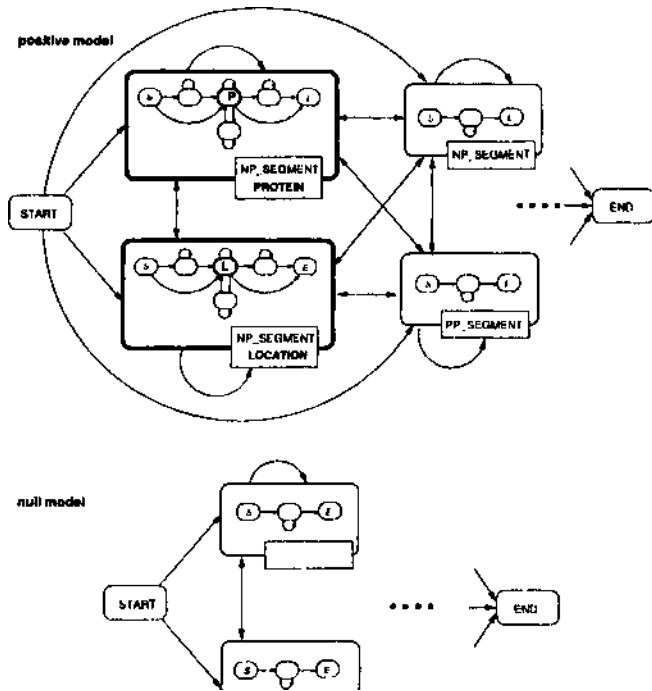 positive model
P
NP_SEGMENT
PROTEIN
S
NP_SEGMENT
START
END
S
L
E
NP_SEGMENT
LOCATION
PP_SEGMENT
null model
START
END
S
E